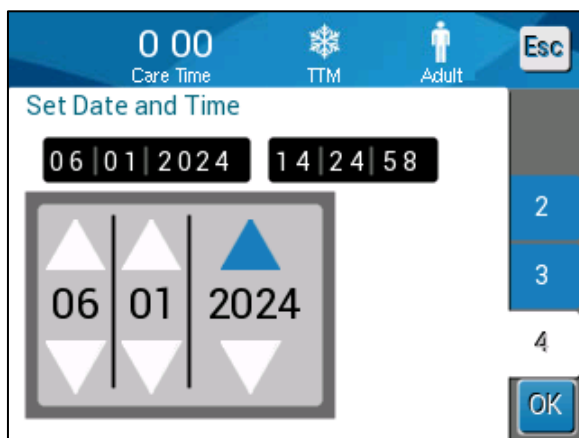 0 00
Care Time
TTM
Adult
Esc
Set Date and Time
06|01|2024 14|24|58
06 01 2024
2
3
4
OK